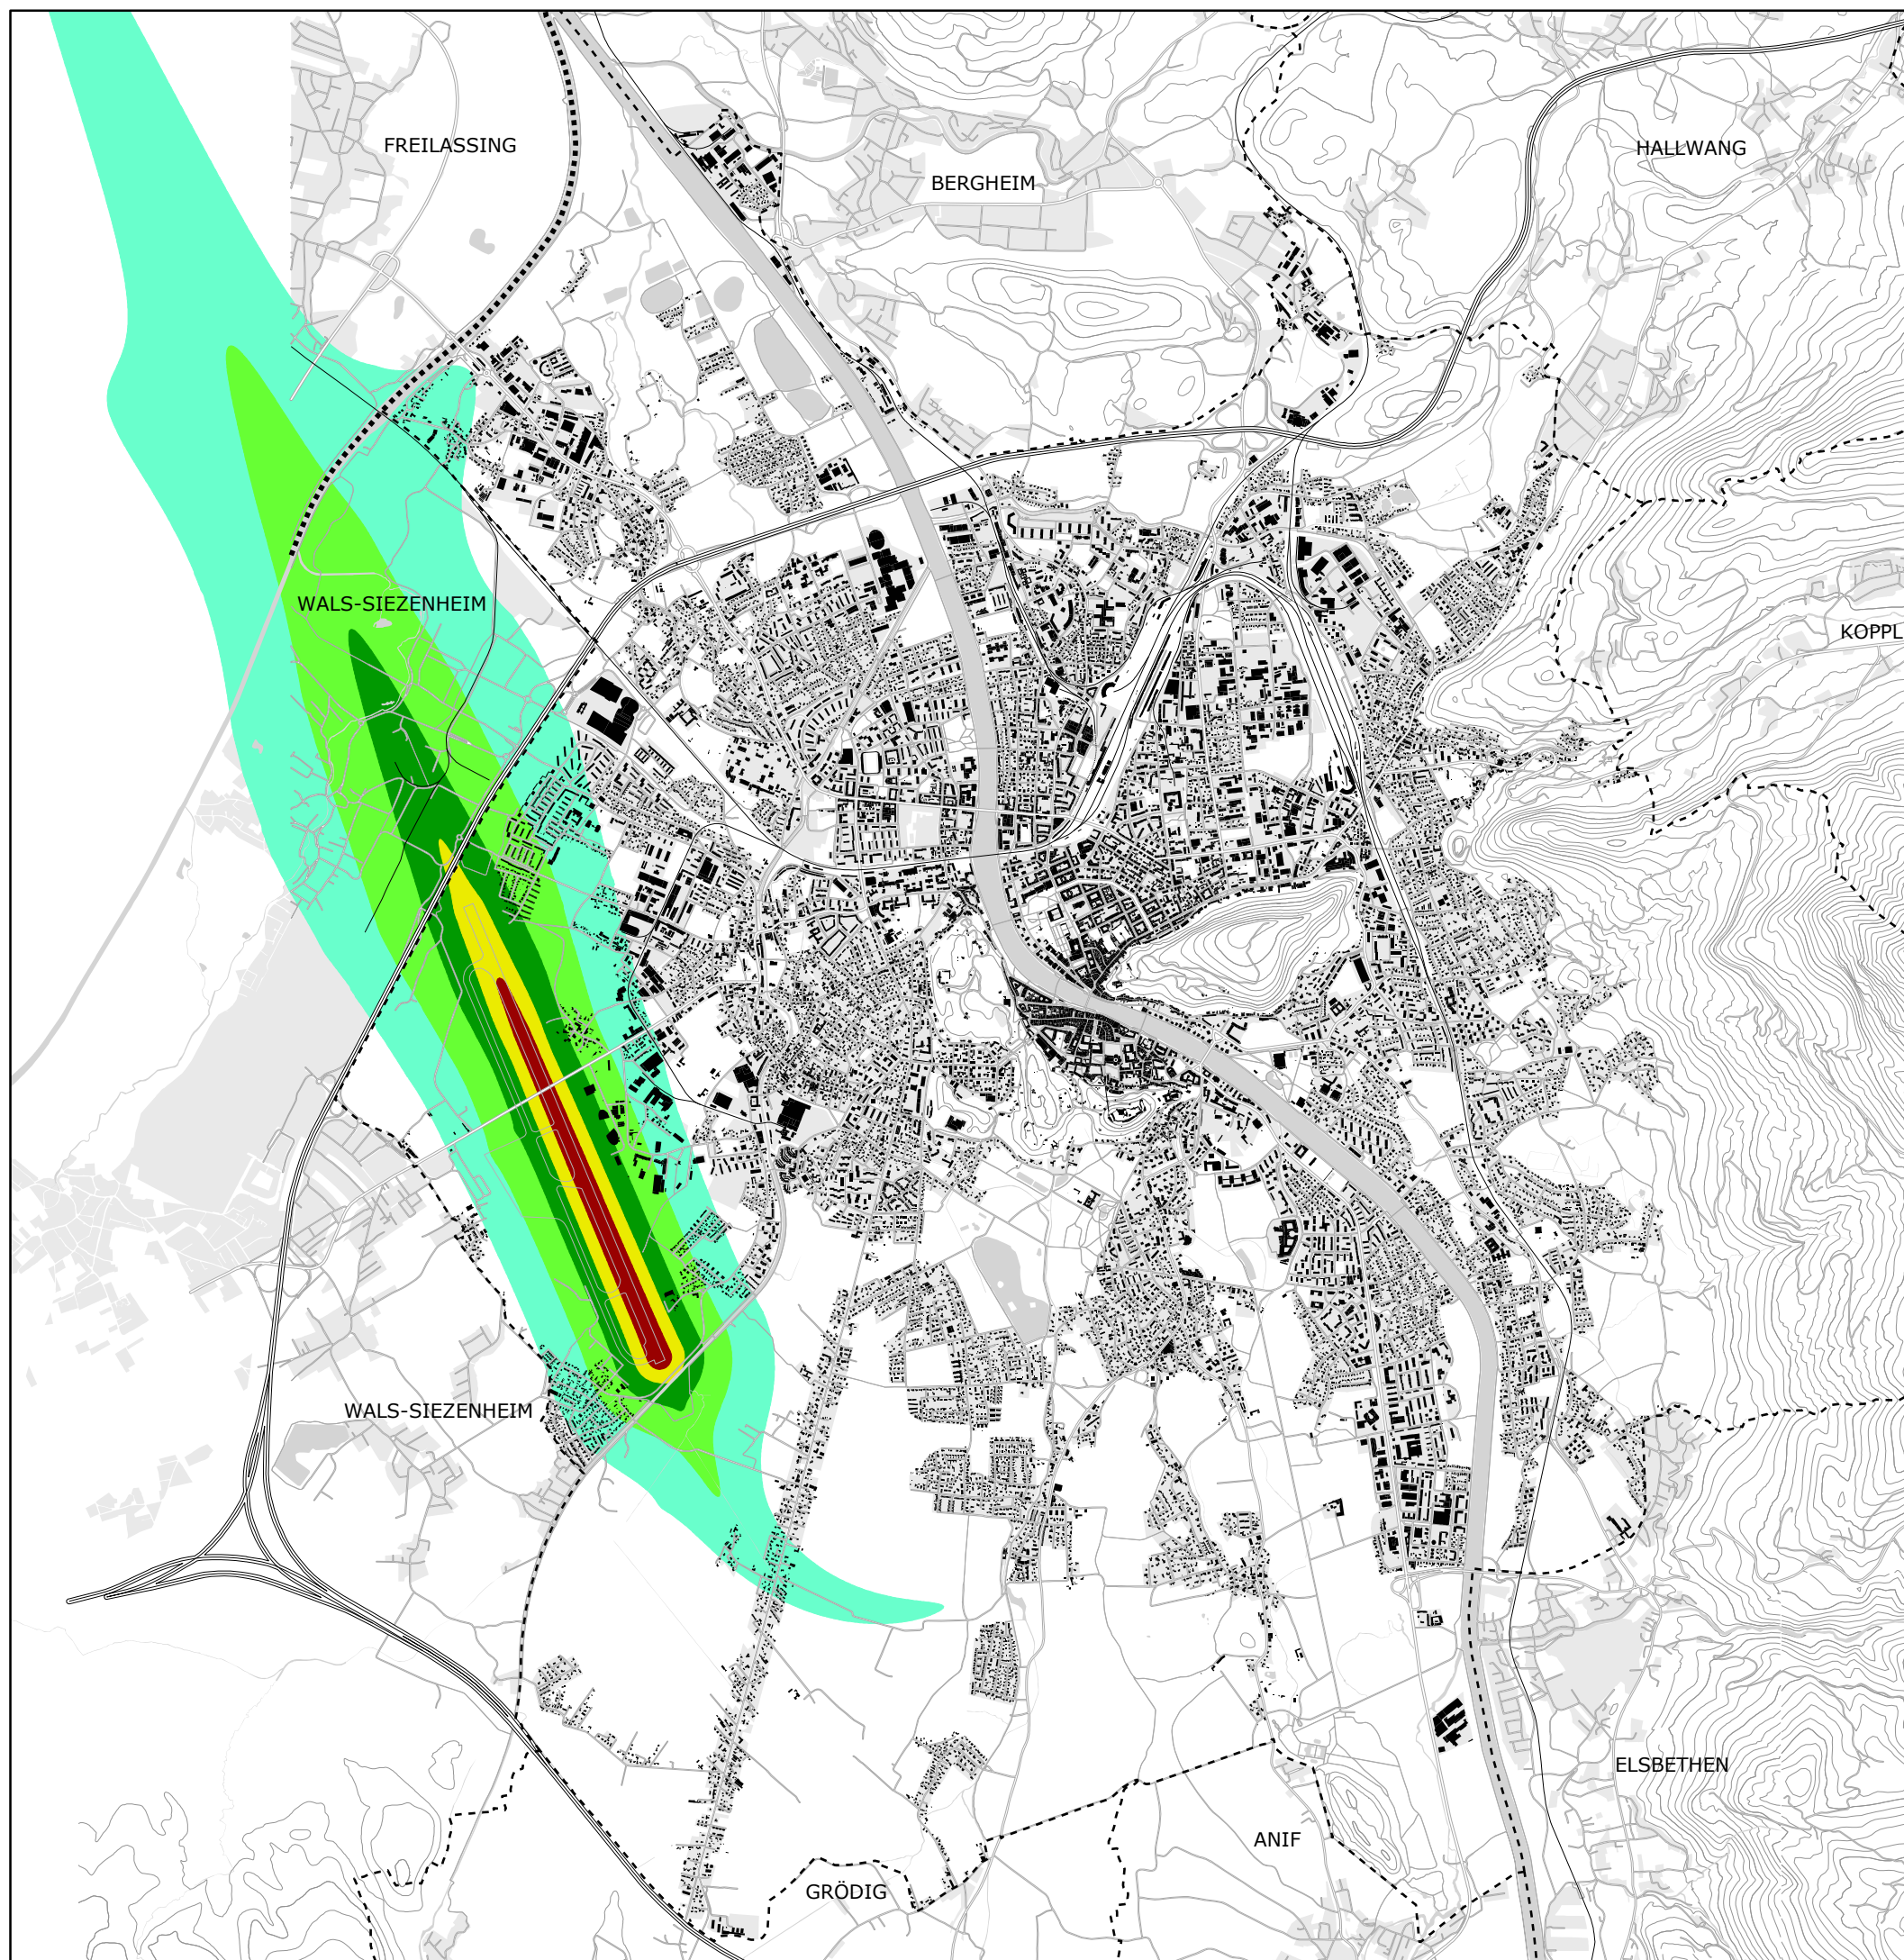 FREILASSING
HALLWANG
BERGHEIM
WALS-SIEZENHEIM
KOPPL
WALS-SIEZENHEIM
ELSBETHEN
ANIF
GRÖDIG